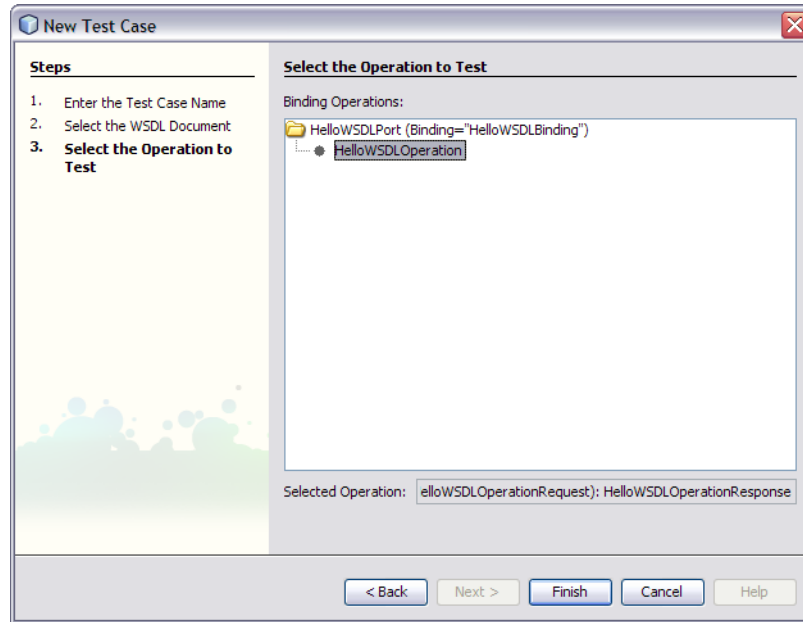 New Test Case
Steps
1. Enter the Test Case Name
2. Select the WSDL Document
3. Select the Operation to
Test
Select the Operation to Test
Binding Operations:
HelloWSDLPort (Binding="HelloWSDLBinding")
HelloWSDLOperation
Selected Operation: elloWSDLOperationRequest): HelloWSDLOperationResponse
< Back Next > Finish Cancel Help